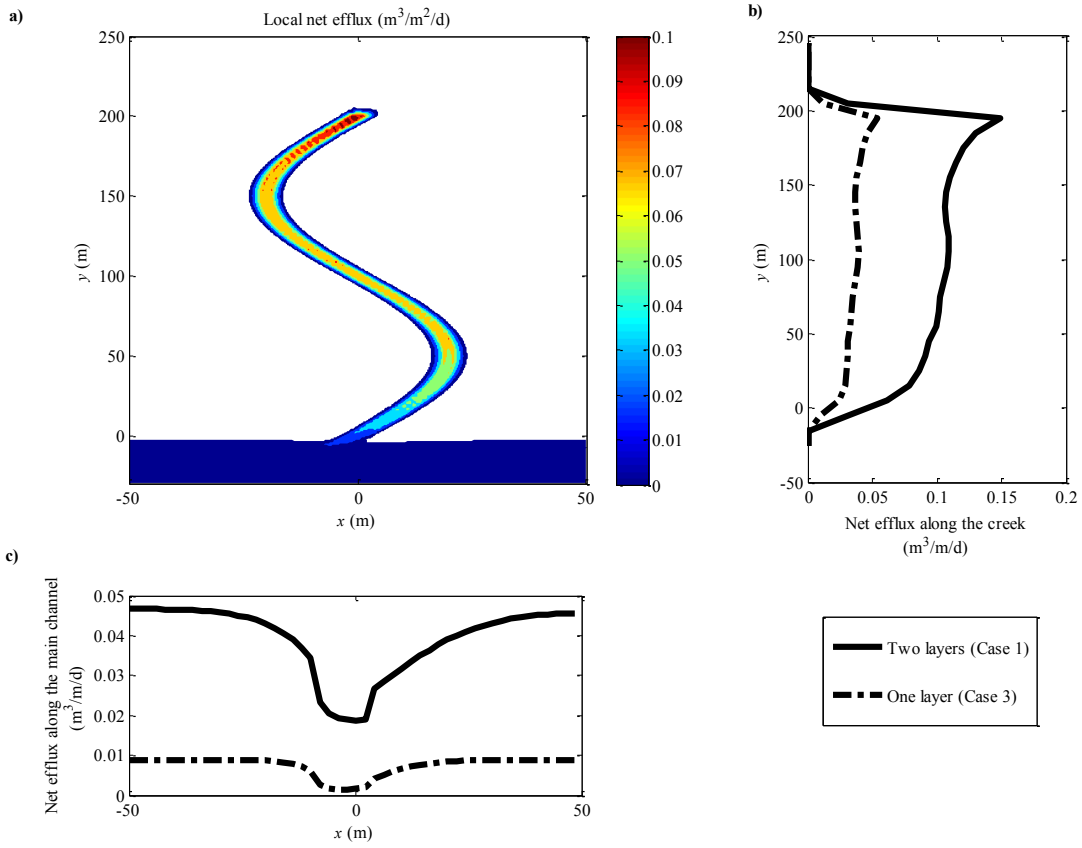 a)
Local net efflux (m³/m²/d)
250
200
150
100
50
0
-50
0
50
y (m)
x (m)
0.1
0.09
0.08
0.07
0.06
0.05
0.04
0.03
0.02
0.01
0
b)
250
200
150
100
50
0
-50
0
0.05
0.1
0.15
0.2
y (m)
Net efflux along the creek
(m³/m/d)
c)
Net efflux along the main channel
(m³/m/d)
0.05
0.04
0.03
0.02
0.01
0
-50
0
50
x (m)
Two layers (Case 1)
One layer (Case 3)